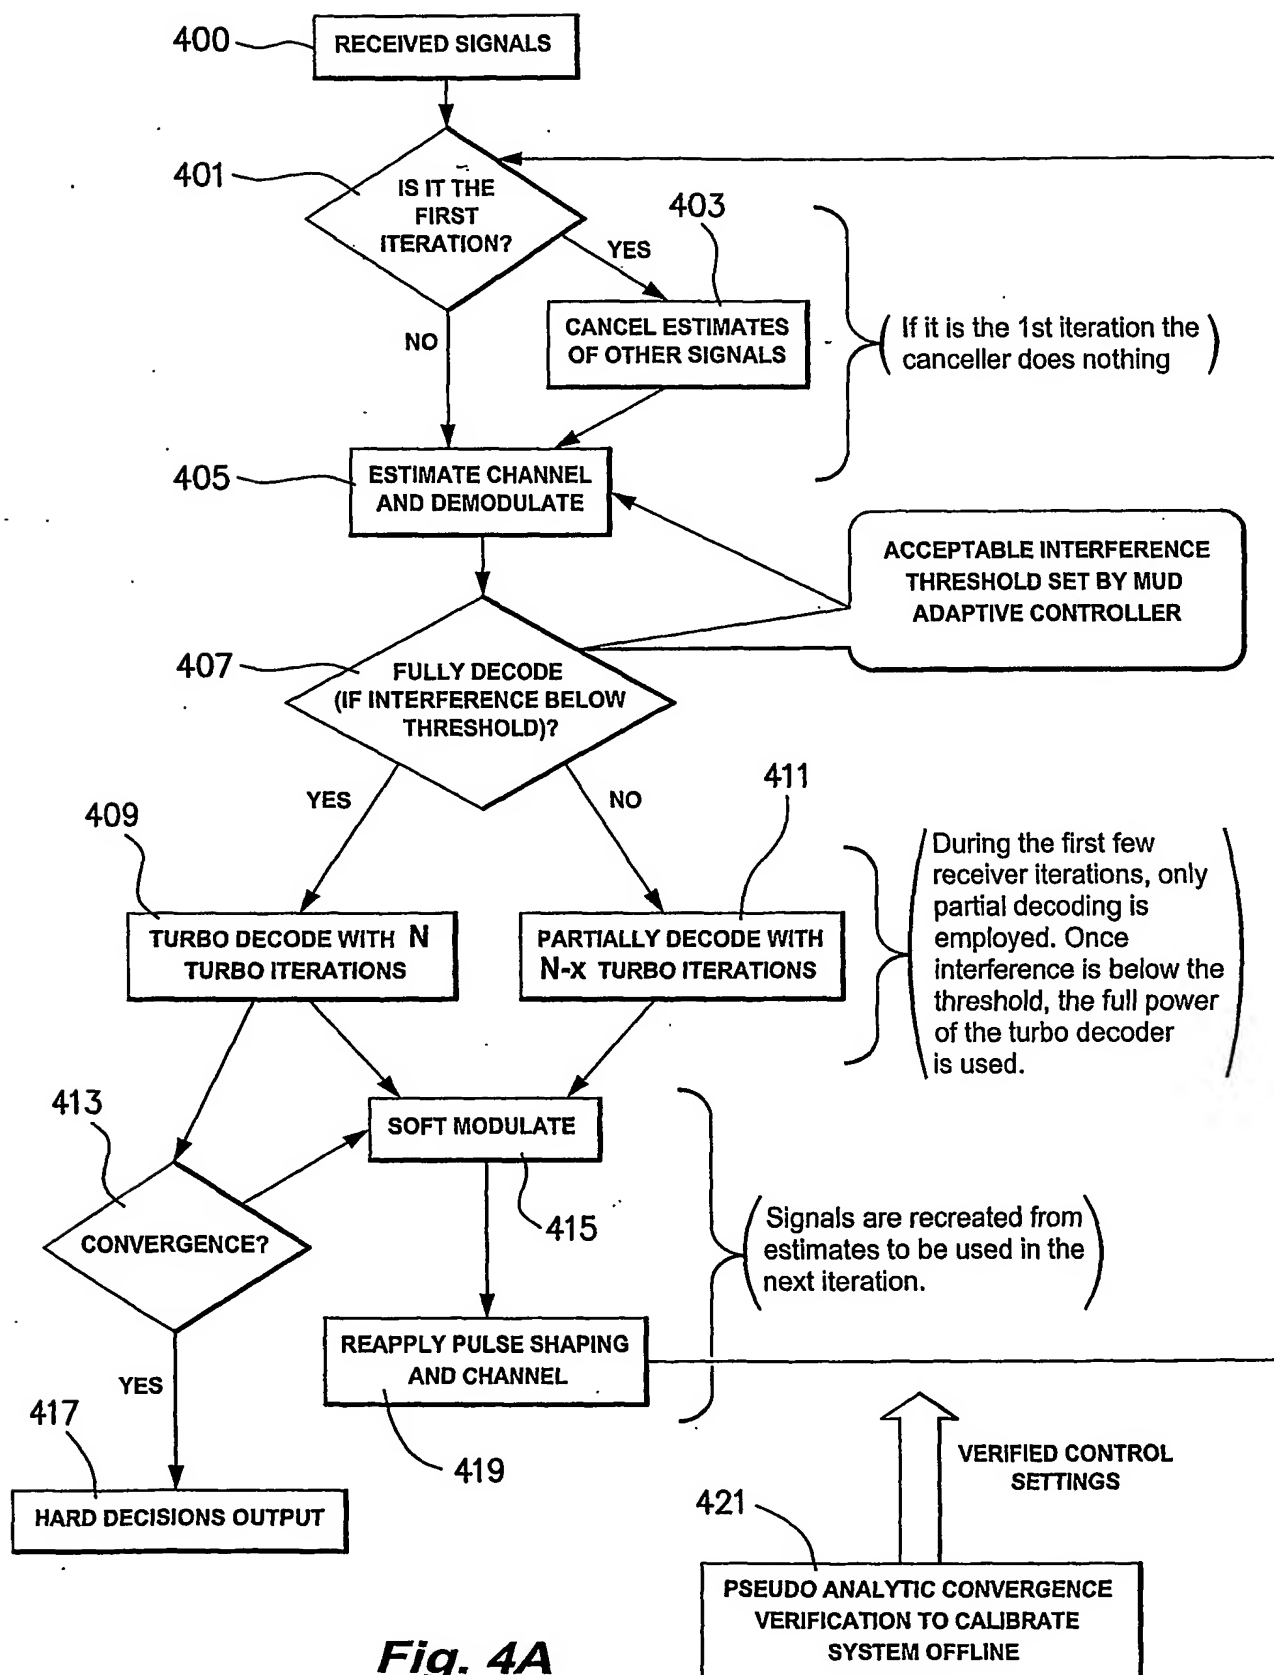 400
RECEIVED SIGNALS
401
IS IT THE
FIRST
ITERATION?
403
YES
NO
CANCEL ESTIMATES
OF OTHER SIGNALS
(If it is the 1st iteration the
canceller does nothing)
405
ESTIMATE CHANNEL
AND DEMODULATE
ACCEPTABLE INTERFERENCE
THRESHOLD SET BY MUD
ADAPTIVE CONTROLLER
407
FULLY DECODE
(IF INTERFERENCE BELOW
THRESHOLD)?
YES
NO
409
411
TURBO DECODE WITH N
TURBO ITERATIONS
PARTIALLY DECODE WITH
N-x TURBO ITERATIONS
(During the first few
receiver iterations, only
partial decoding is
employed. Once
interference is below the
threshold, the full power
of the turbo decoder
is used.)
413
SOFT MODULATE
415
CONVERGENCE?
(Signals are recreated from
estimates to be used in the
next iteration.)
REAPPLY PULSE SHAPING
AND CHANNEL
YES
417
419
HARD DECISIONS OUTPUT
VERIFIED CONTROL
SETTINGS
421
PSEUDO ANALYTIC CONVERGENCE
VERIFICATION TO CALIBRATE
SYSTEM OFFLINE
Fig. 4A